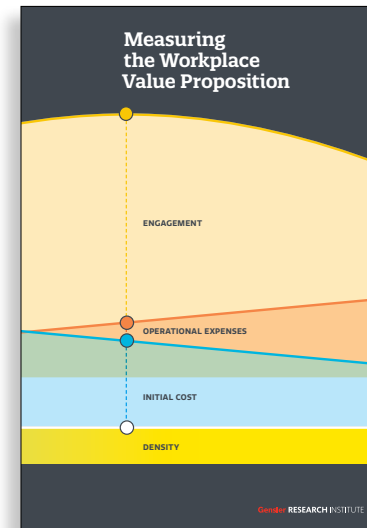 Measuring
the Workplace
Value Proposition
ENGAGEMENT
OPERATIONAL EXPENSES
INITIAL COST
DENSITY
Gensler RESEARCH INSTITUTE